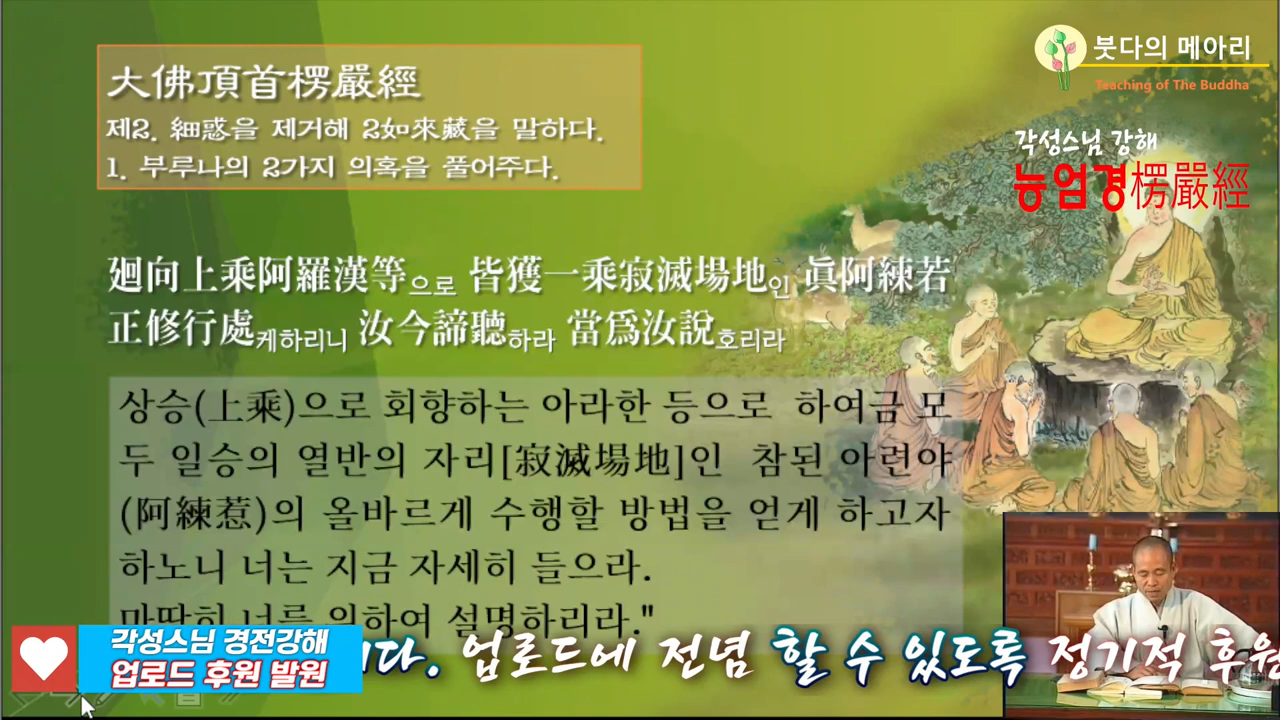 大佛頂首楞嚴經
제2. 細惑을 제거해 2如來藏을 말하다.
1. 부루나의 2가지 의혹을 풀어주다.
붓다의 메아리
Teaching of The Buddha
각성스님 강해
능엄경楞嚴經
廻向上乘阿羅漢等으로 皆獲一乘寂滅場地인 眞阿練若
正修行處케하리니 汝今諦聽하라 當爲汝說호리라
상승(上乘)으로 회향하는 아라한 등으로 하여금 모
두 일승의 열반의 자리[寂滅場地]인 참된 아련야
(阿練惹)의 올바르게 수행할 방법을 얻게 하고자
하노니 너는 지금 자세히 들으라.
마땅히 너를 위하여 설명하리라."
각성스님 경전강해
업로드 후원 발원
다. 업로드에 전념 할 수 있도록 정기적 후원